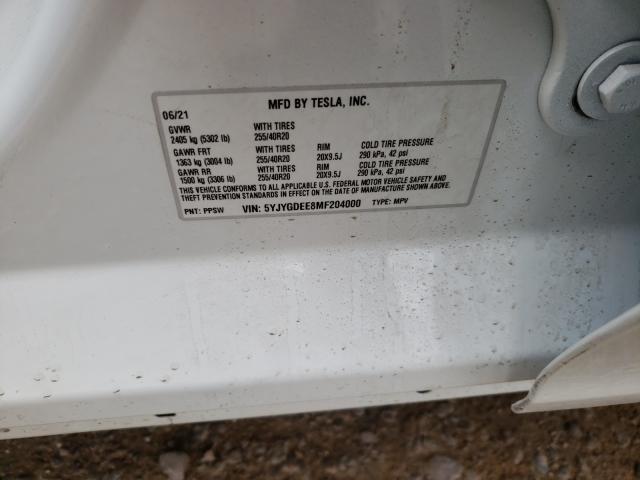 MFD BY TESLA, INC.
06/21
GVWR WITH TIRES
2405 kg (5302 lb) 255/40R20
GAWR FRT WITH TIRES RIM COLD TIRE PRESSURE
1363 kg (3004 lb) 255/40R20 20X9.5J 290 kPa, 42 psi
GAWR RR WITH TIRES RIM COLD TIRE PRESSURE
1500 kg (3306 lb) 255/40R20 20X9.5J 290 kPa, 42 psi
THIS VEHICLE CONFORMS TO ALL APPLICABLE U.S. FEDERAL MOTOR VEHICLE SAFETY AND
THEFT PREVENTION STANDARDS IN EFFECT ON THE DATE OF MANUFACTURE SHOWN ABOVE.
PNT: PPSW VIN: 5YJYGDEE8MF204000 TYPE: MPV